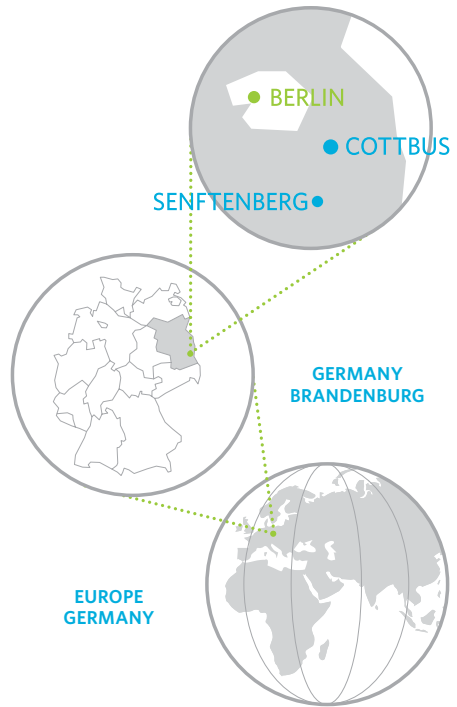 BERLIN
COTTBUS
SENFTENBERG
GERMANY
BRANDENBURG
EUROPE
GERMANY